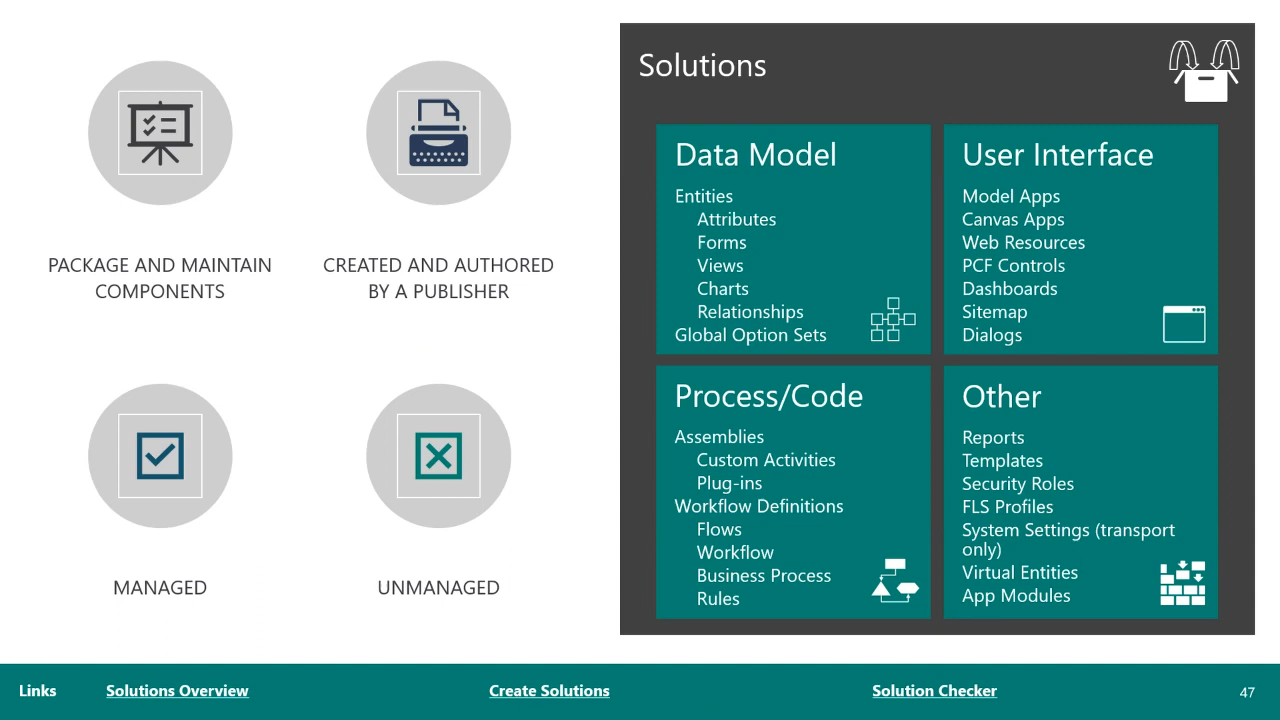 PACKAGE AND MAINTAIN
COMPONENTS
CREATED AND AUTHORED
BY A PUBLISHER
MANAGED
UNMANAGED
Solutions
Data Model
Entities
Attributes
Forms
Views
Charts
Relationships
Global Option Sets
User Interface
Model Apps
Canvas Apps
Web Resources
PCF Controls
Dashboards
Sitemap
Dialogs
Process/Code
Assemblies
Custom Activities
Plug-ins
Workflow Definitions
Flows
Workflow
Business Process
Rules
Other
Reports
Templates
Security Roles
FLS Profiles
System Settings (transport
only)
Virtual Entities
App Modules
Links
Solutions Overview
Create Solutions
Solution Checker
47